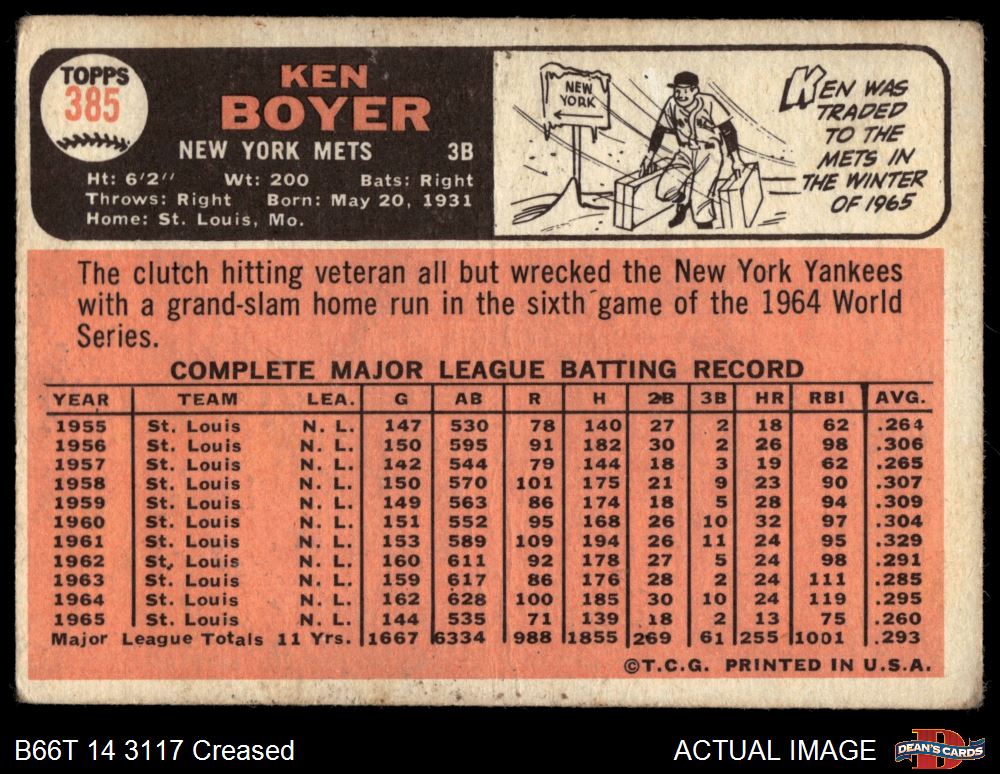 TOPPS
385
KEN
BOYER
NEW YORK METS 3B
Ht: 6'2" Wt: 200 Bats: Right
Throws: Right Born: May 20, 1931
Home: St. Louis, Mo.
NEW
YORK
KEN WAS
TRADED
TO THE
METS IN
THE WINTER
OF 1965
The clutch hitting veteran all but wrecked the New York Yankees
with a grand-slam home run in the sixth game of the 1964 World
Series.
COMPLETE MAJOR LEAGUE BATTING RECORD
YEAR TEAM LEA. G AB R H 2B 3B HR RBI AVG.
1955 St. Louis N. L. 147 530 78 140 27 2 18 62 .264
1956 St. Louis N. L. 150 595 91 182 30 2 26 98 .306
1957 St. Louis N. L. 142 544 79 144 18 3 19 62 .265
1958 St. Louis N. L. 150 570 101 175 21 9 23 90 .307
1959 St. Louis N. L. 149 563 86 174 18 5 28 94 .309
1960 St. Louis N. L. 151 552 95 168 26 10 32 97 .304
1961 St. Louis N. L. 153 589 109 194 26 11 24 95 .329
1962 St. Louis N. L. 160 611 92 178 27 5 24 98 .291
1963 St. Louis N. L. 159 617 86 176 28 2 24 111 .285
1964 St. Louis N. L. 162 628 100 185 30 10 24 119 .295
1965 St. Louis N. L. 144 535 71 139 18 2 13 75 .260
Major League Totals 11 Yrs. 1667 6334 988 1855 269 61 255 1001 .293
©T.C.G. PRINTED IN U.S.A.
B66T 14 3117 Creased ACTUAL IMAGE
DEAN'S CARDS